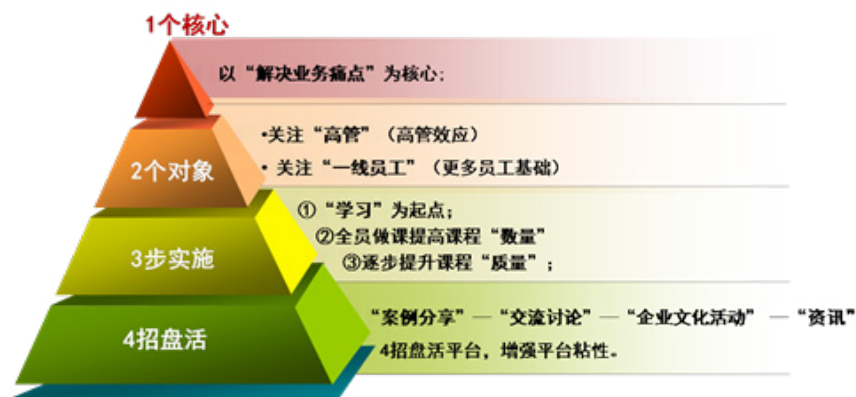 1个核心
以“解决业务痛点”为核心;
•关注“高管”（高管效应）
2个对象
• 关注“一线员工”（更多员工基础）
①“学习”为起点;
②全员做课提高课程“数量”
3步实施
③逐步提升课程“质量”;
“案例分享”—“交流讨论”—“企业文化活动”—“资讯”
4招盘活
4招盘活平台，增强平台粘性。